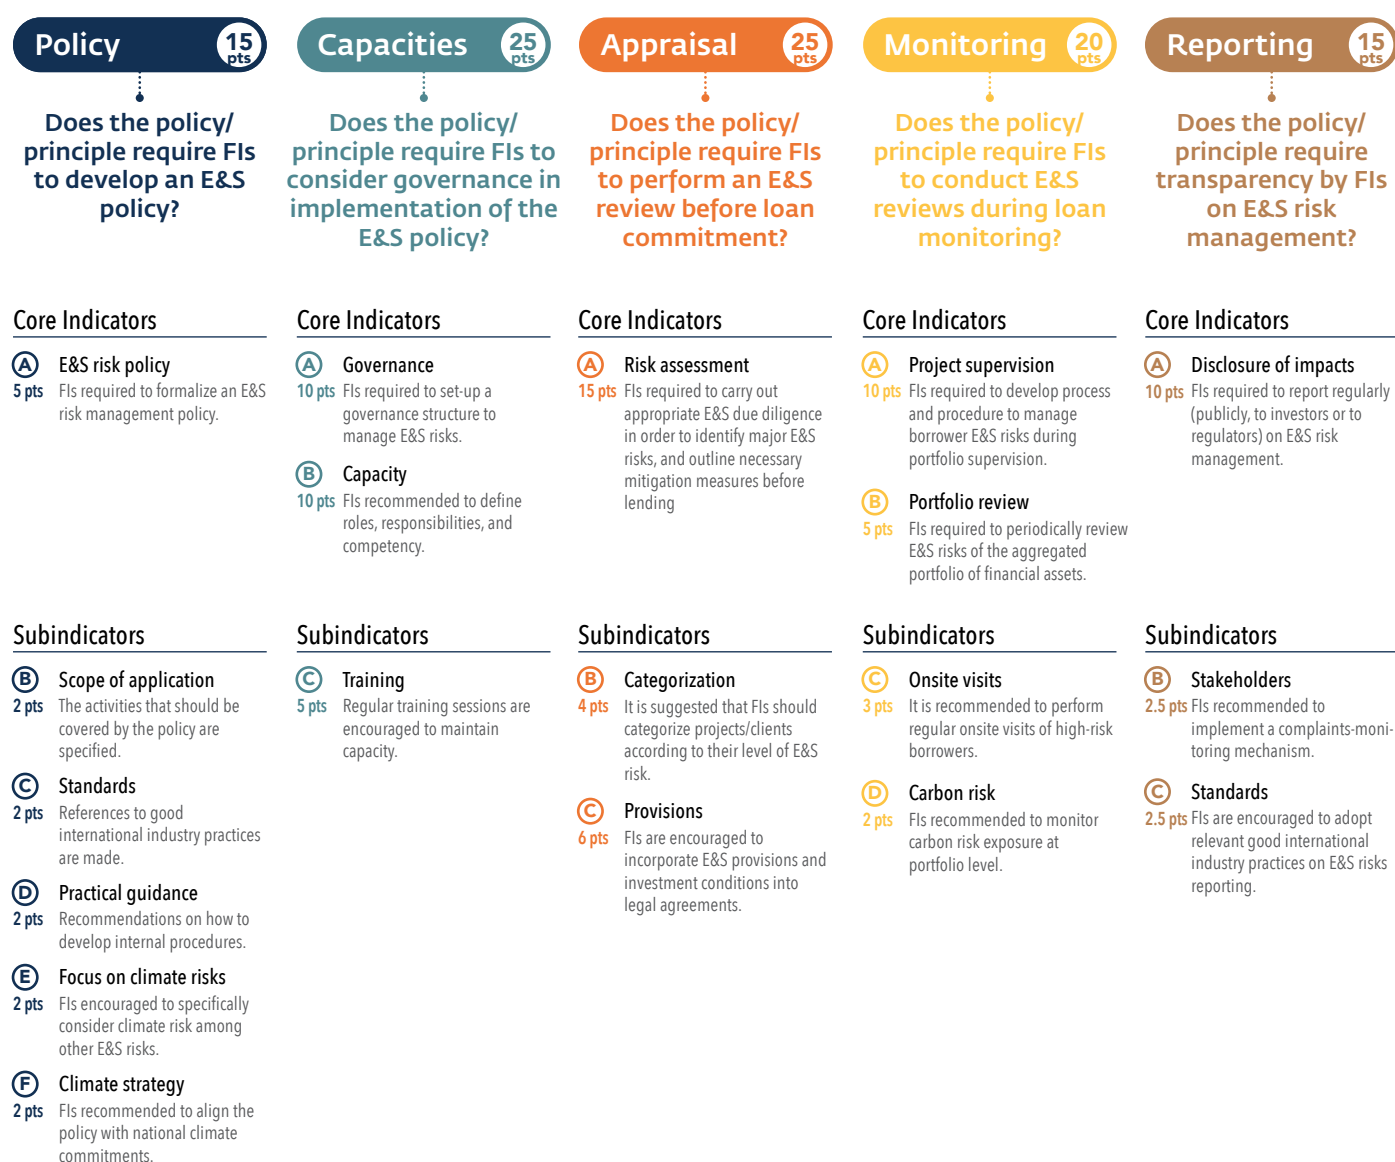 Policy
15
pts
Does the policy/
principle require FIs
to develop an E&S
policy?
Core Indicators
A
E&S risk policy
5 pts
FIs required to formalize an E&S
risk management policy.
Subindicators
B
Scope of application
2 pts
The activities that should be
covered by the policy are
specified.
C
Standards
2 pts
References to good
international industry practices
are made.
D
Practical guidance
2 pts
Recommendations on how to
develop internal procedures.
E
Focus on climate risks
2 pts
FIs encouraged to specifically
consider climate risk among
other E&S risks.
F
Climate strategy
2 pts
FIs recommended to align the
policy with national climate
commitments.
Capacities
25
pts
Does the policy/
principle require FIs to
consider governance in
implementation of the
E&S policy?
Core Indicators
A
Governance
10 pts
FIs required to set-up a
governance structure to
manage E&S risks.
B
Capacity
10 pts
FIs recommended to define
roles, responsibilities, and
competency.
Subindicators
C
Training
5 pts
Regular training sessions are
encouraged to maintain
capacity.
Appraisal
25
pts
Does the policy/
principle require FIs
to perform an E&S
review before loan
commitment?
Core Indicators
A
Risk assessment
15 pts
FIs required to carry out
appropriate E&S due diligence
in order to identify major E&S
risks, and outline necessary
mitigation measures before
lending
Subindicators
B
Categorization
4 pts
It is suggested that FIs should
categorize projects/clients
according to their level of E&S
risk.
C
Provisions
6 pts
FIs are encouraged to
incorporate E&S provisions and
investment conditions into
legal agreements.
Monitoring
20
pts
Does the policy/
principle require FIs
to conduct E&S
reviews during loan
monitoring?
Core Indicators
A
Project supervision
10 pts
FIs required to develop process
and procedure to manage
borrower E&S risks during
portfolio supervision.
B
Portfolio review
5 pts
FIs required to periodically review
E&S risks of the aggregated
portfolio of financial assets.
Subindicators
C
Onsite visits
3 pts
It is recommended to perform
regular onsite visits of high-risk
borrowers.
D
Carbon risk
2 pts
FIs recommended to monitor
carbon risk exposure at
portfolio level.
Reporting
15
pts
Does the policy/
principle require
transparency by FIs
on E&S risk
management?
Core Indicators
A
Disclosure of impacts
10 pts
FIs required to report regularly
(publicly, to investors or to
regulators) on E&S risk
management.
Subindicators
B
Stakeholders
2.5 pts
FIs recommended to
implement a complaints-moni-
toring mechanism.
C
Standards
2.5 pts
FIs are encouraged to adopt
relevant good international
industry practices on E&S risks
reporting.